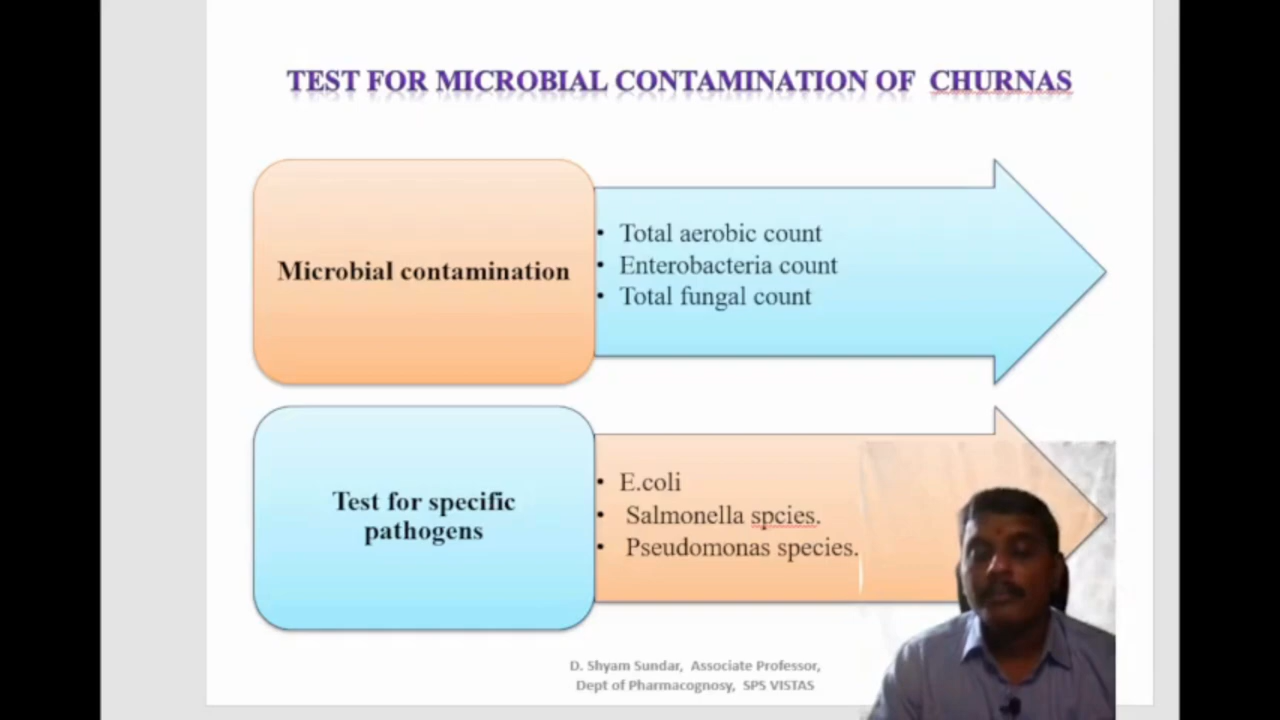 TEST FOR MICROBIAL CONTAMINATION OF CHURNAS
Microbial contamination
• Total aerobic count
• Enterobacteria count
• Total fungal count
Test for specific
pathogens
• E.coli
• Salmonella spcies.
• Pseudomonas species.
D. Shyam Sundar, Associate Professor,
Dept of Pharmacognosy, SPS VISTAS